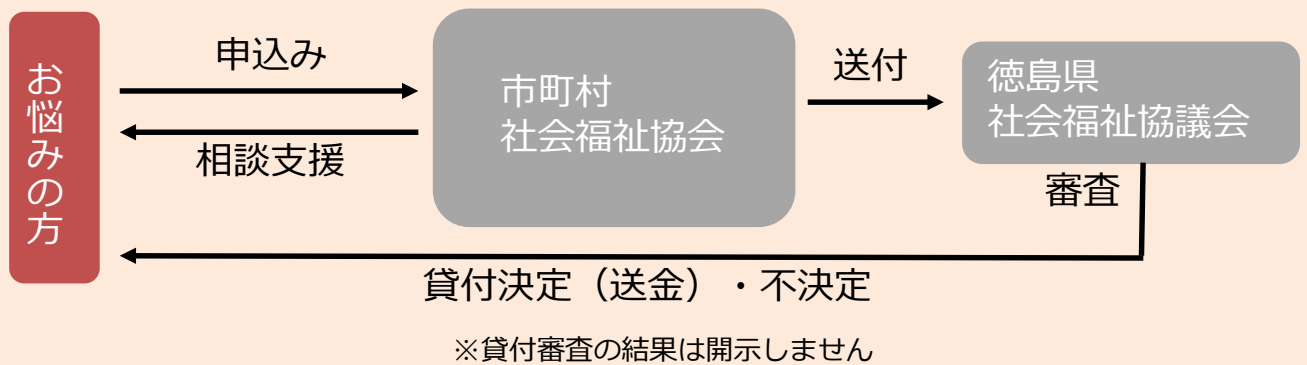 お悩みの方
申込み
相談支援
市町村
社会福祉協会
送付
徳島県
社会福祉協議会
審査
貸付決定（送金）・不決定
※貸付審査の結果は開示しません